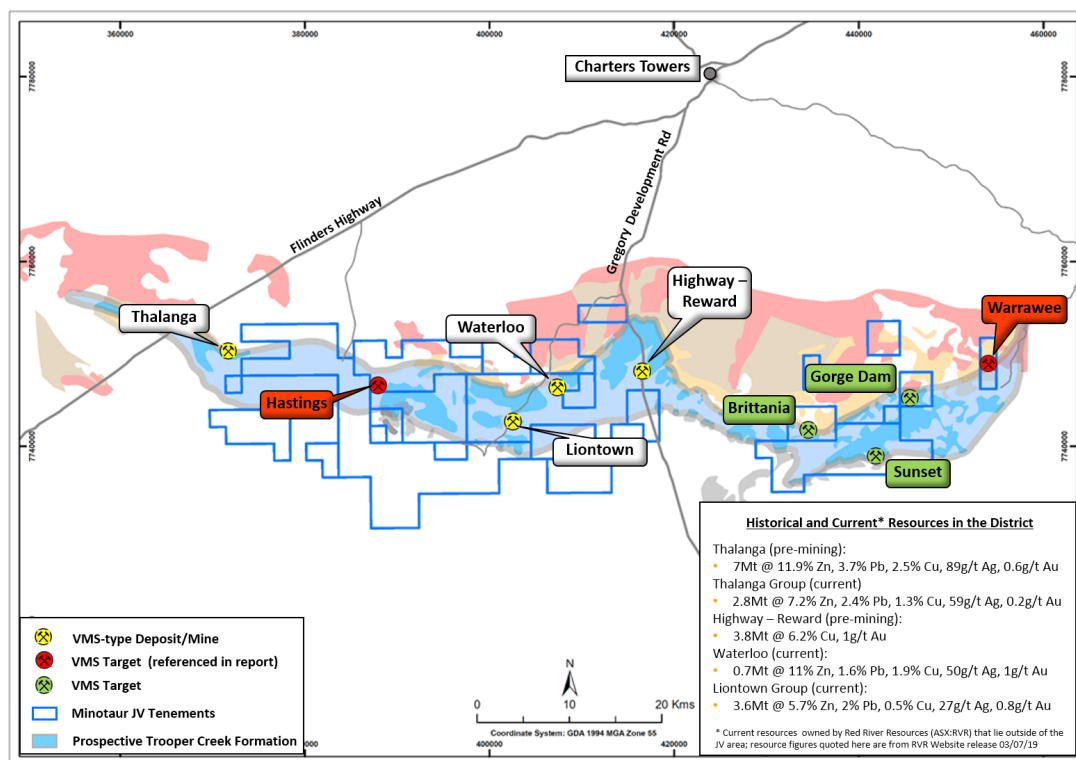 360000
380000
400000
420000
440000
460000
7780000
7780000
Charters Towers
Gregory Development Rd
Flinders Highway
7760000
7760000
Highway –
Reward
Thalanga
Waterloo
Warrawee
Gorge Dam
Hastings
Brittania
Liontown
Sunset
7740000
7740000
Historical and Current* Resources in the District
Thalanga (pre-mining):
• 7Mt @ 11.9% Zn, 3.7% Pb, 2.5% Cu, 89g/t Ag, 0.6g/t Au
Thalanga Group (current)
• 2.8Mt @ 7.2% Zn, 2.4% Pb, 1.3% Cu, 59g/t Ag, 0.2g/t Au
Highway – Reward (pre-mining):
• 3.8Mt @ 6.2% Cu, 1g/t Au
Waterloo (current):
• 0.7Mt @ 11% Zn, 1.6% Pb, 1.9% Cu, 50g/t Ag, 1g/t Au
Liontown Group (current):
• 3.6Mt @ 5.7% Zn, 2% Pb, 0.5% Cu, 27g/t Ag, 0.8g/t Au
* Current resources owned by Red River Resources (ASX:RVR) that lie outside of the
JV area; resource figures quoted here are from RVR Website release 03/07/19
VMS-type Deposit/Mine
VMS Target (referenced in report)
VMS Target
Minotaur JV Tenements
Prospective Trooper Creek Formation
N
0 10 20 Kms
Coordinate System: GDA 1994 MGA Zone 55
380000
400000
420000
440000
460000